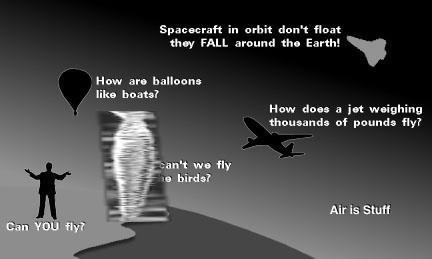 Spacecraft in orbit don't float
they FALL around the Earth!
How are balloons
like boats?
How does a jet weighing
thousands of pounds fly?
can't we fly
birds?
Air is Stuff
Can YOU fly?